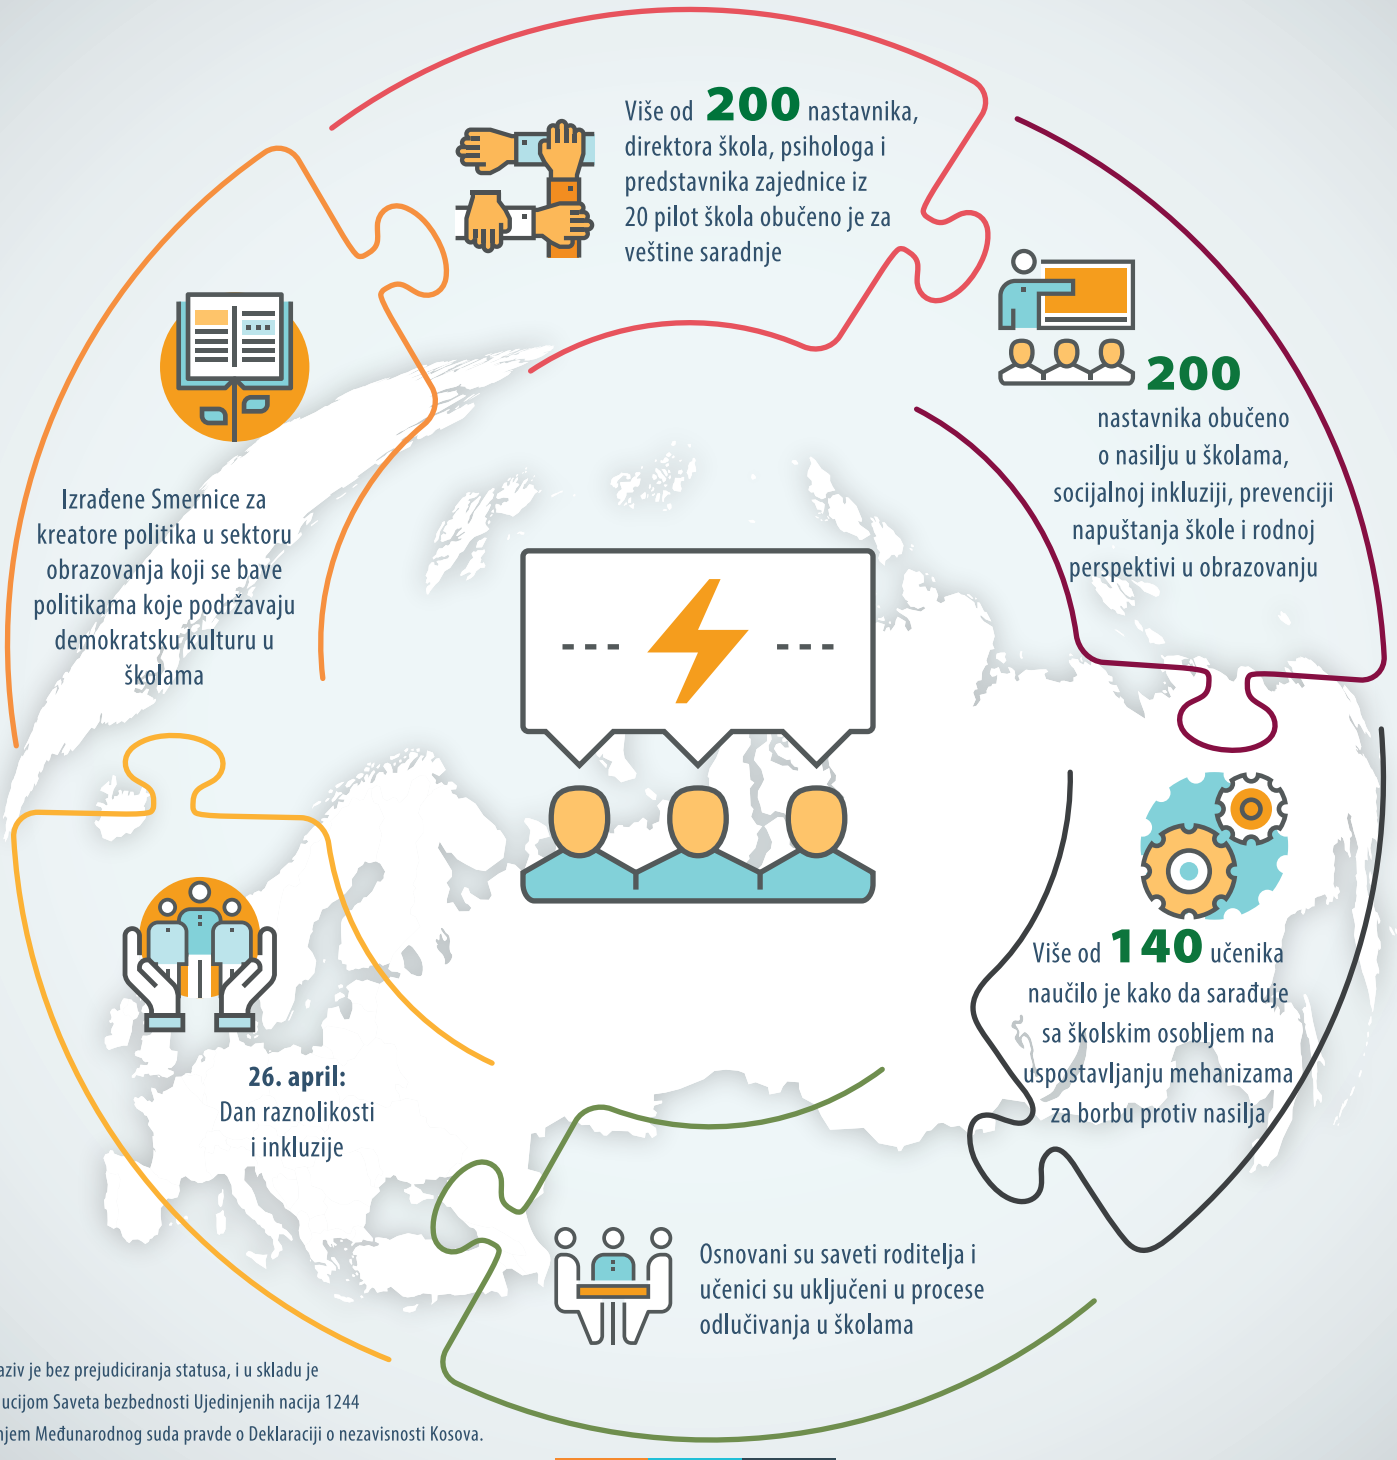 Više od 200 nastavnika,
direktora škola, psihologa i
predstavnika zajednice iz
20 pilot škola obučeno je za
veštine saradnje
200
nastavnika obučeno
o nasilju u školama,
socijalnoj inkluziji, prevenciji
napuštanja škole i rodnoj
perspektivi u obrazovanju
Izrađene Smernice za
kreatore politika u sektoru
obrazovanja koji se bave
politikama koje podržavaju
demokratsku kulturu u
školama
Više od 140 učenika
naučilo je kako da sarađuje
sa školskim osobljem na
uspostavljanju mehanizama
za borbu protiv nasilja
26. april:
Dan raznolikosti
i inkluzije
Osnovani su saveti roditelja i
učenici su uključeni u procese
odlučivanja u školama
je bez prejudiciranja statusa, i u skladu je
Saveta bezbednosti Ujedinjenih nacija 1244
Međunarodnog suda pravde o Deklaraciji o nezavisnosti Kosova.